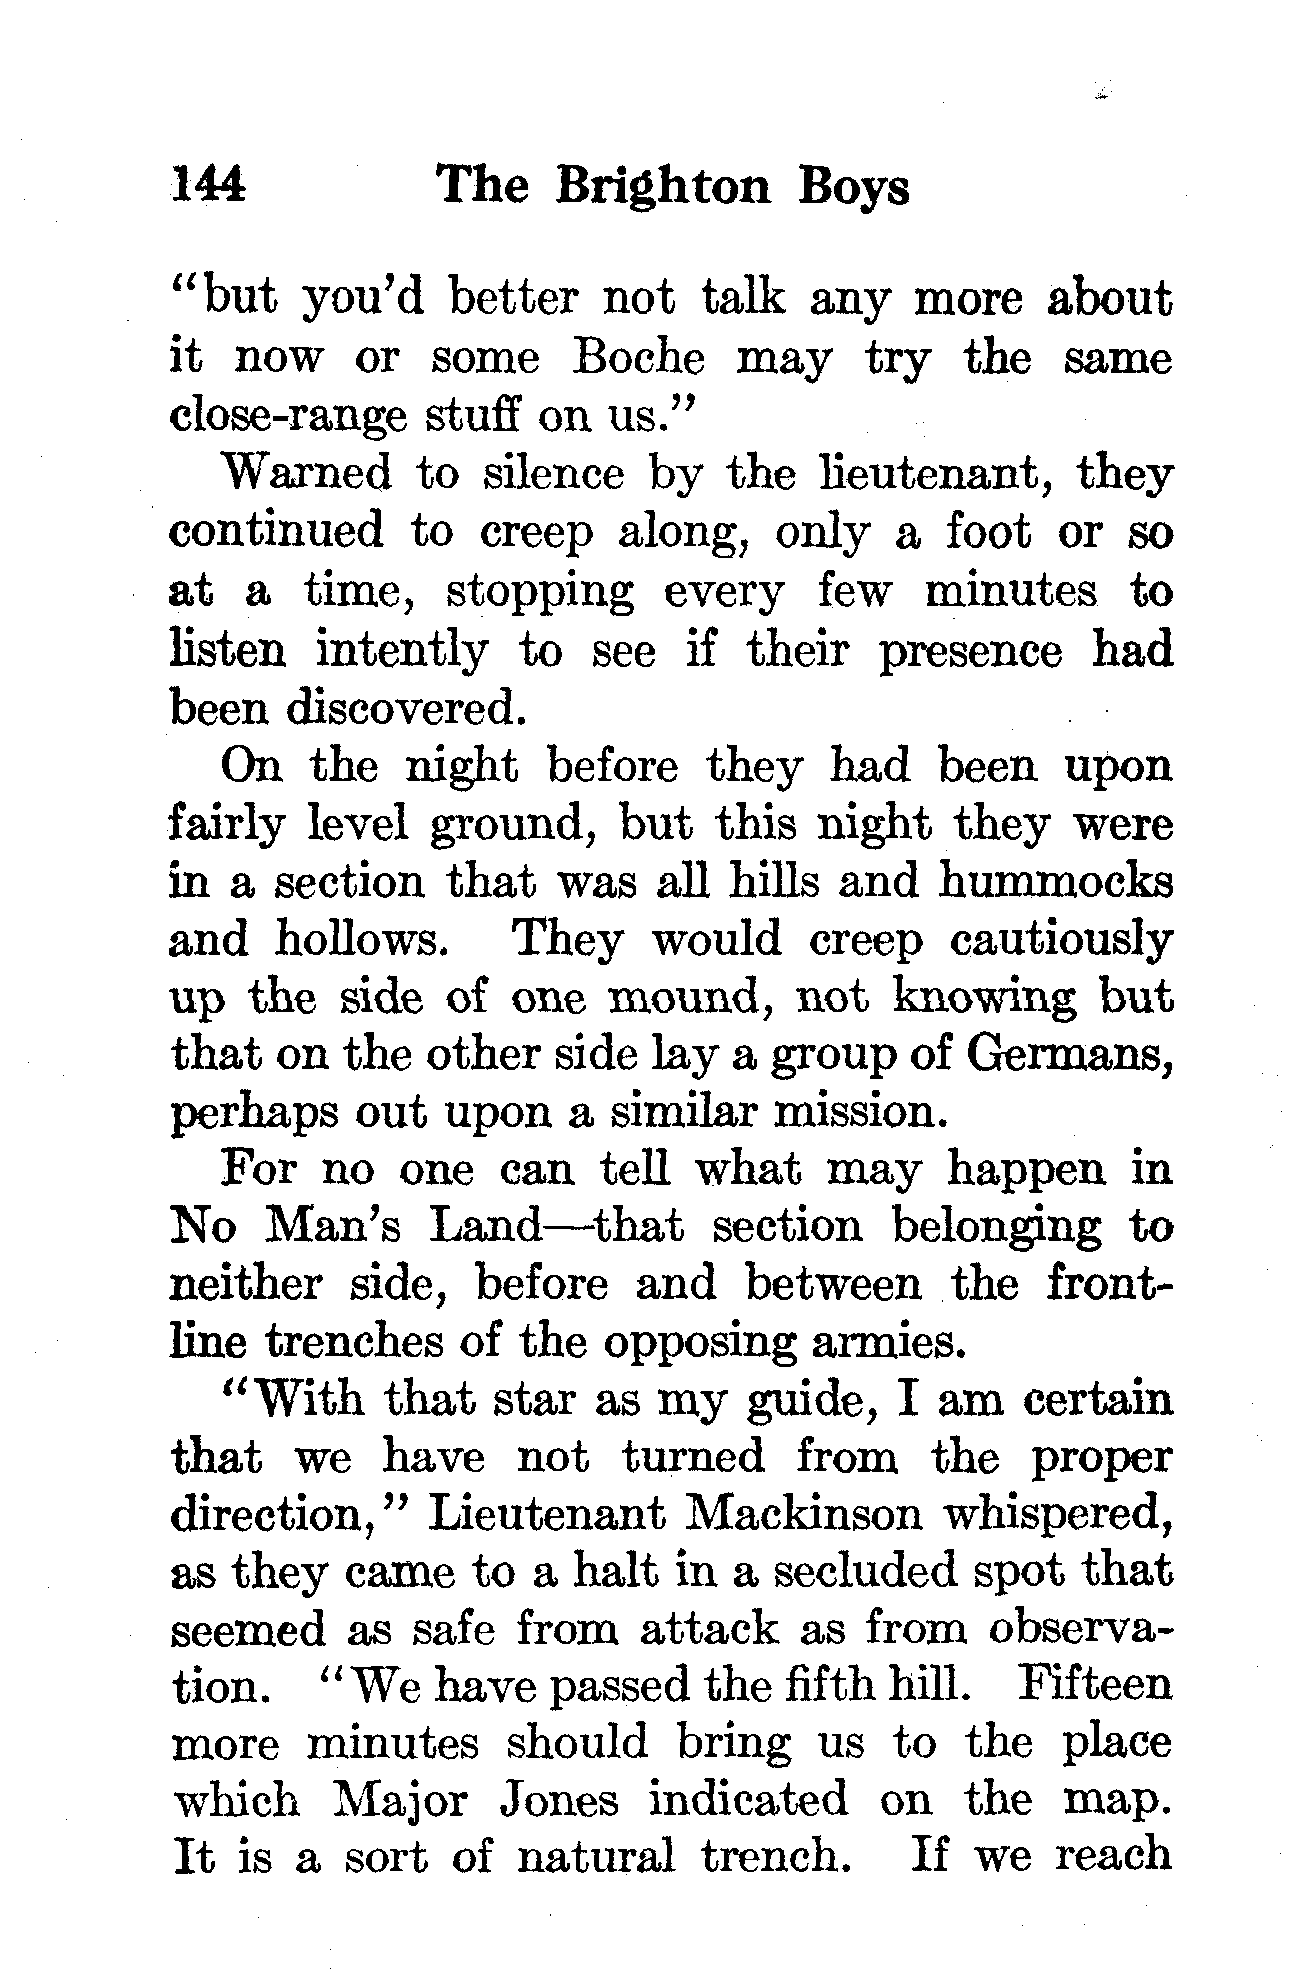 144 The Brighton Boys
“but you’d better not talk any more about
it now or some Boche may try the same
close-range stuff on us.”
Warned to silence by the lieutenant, they
continued to creep along, only a foot or so
at a time, stopping every few minutes to
listen intently to see if their presence had
been discovered.
On the night before they had been upon
fairly level ground, but this night they were
in a section that was all hills and hummocks
and hollows. They would creep cautiously
up the side of one mound, not knowing but
that on the other side lay a group of Germans,
perhaps out upon a similar mission.
For no one can tell what may happen in
No Man’s Land—that section belonging to
neither side, before and between the front-
line trenches of the opposing armies.
“With that star as my guide, I am certain
that we have not turned from the proper
direction,” Lieutenant Mackinson whispered,
as they came to a halt in a secluded spot that
seemed as safe from attack as from observa-
tion. “We have passed the fifth hill. Fifteen
more minutes should bring us to the place
which Major Jones indicated on the map.
It is a sort of natural trench. If we reach